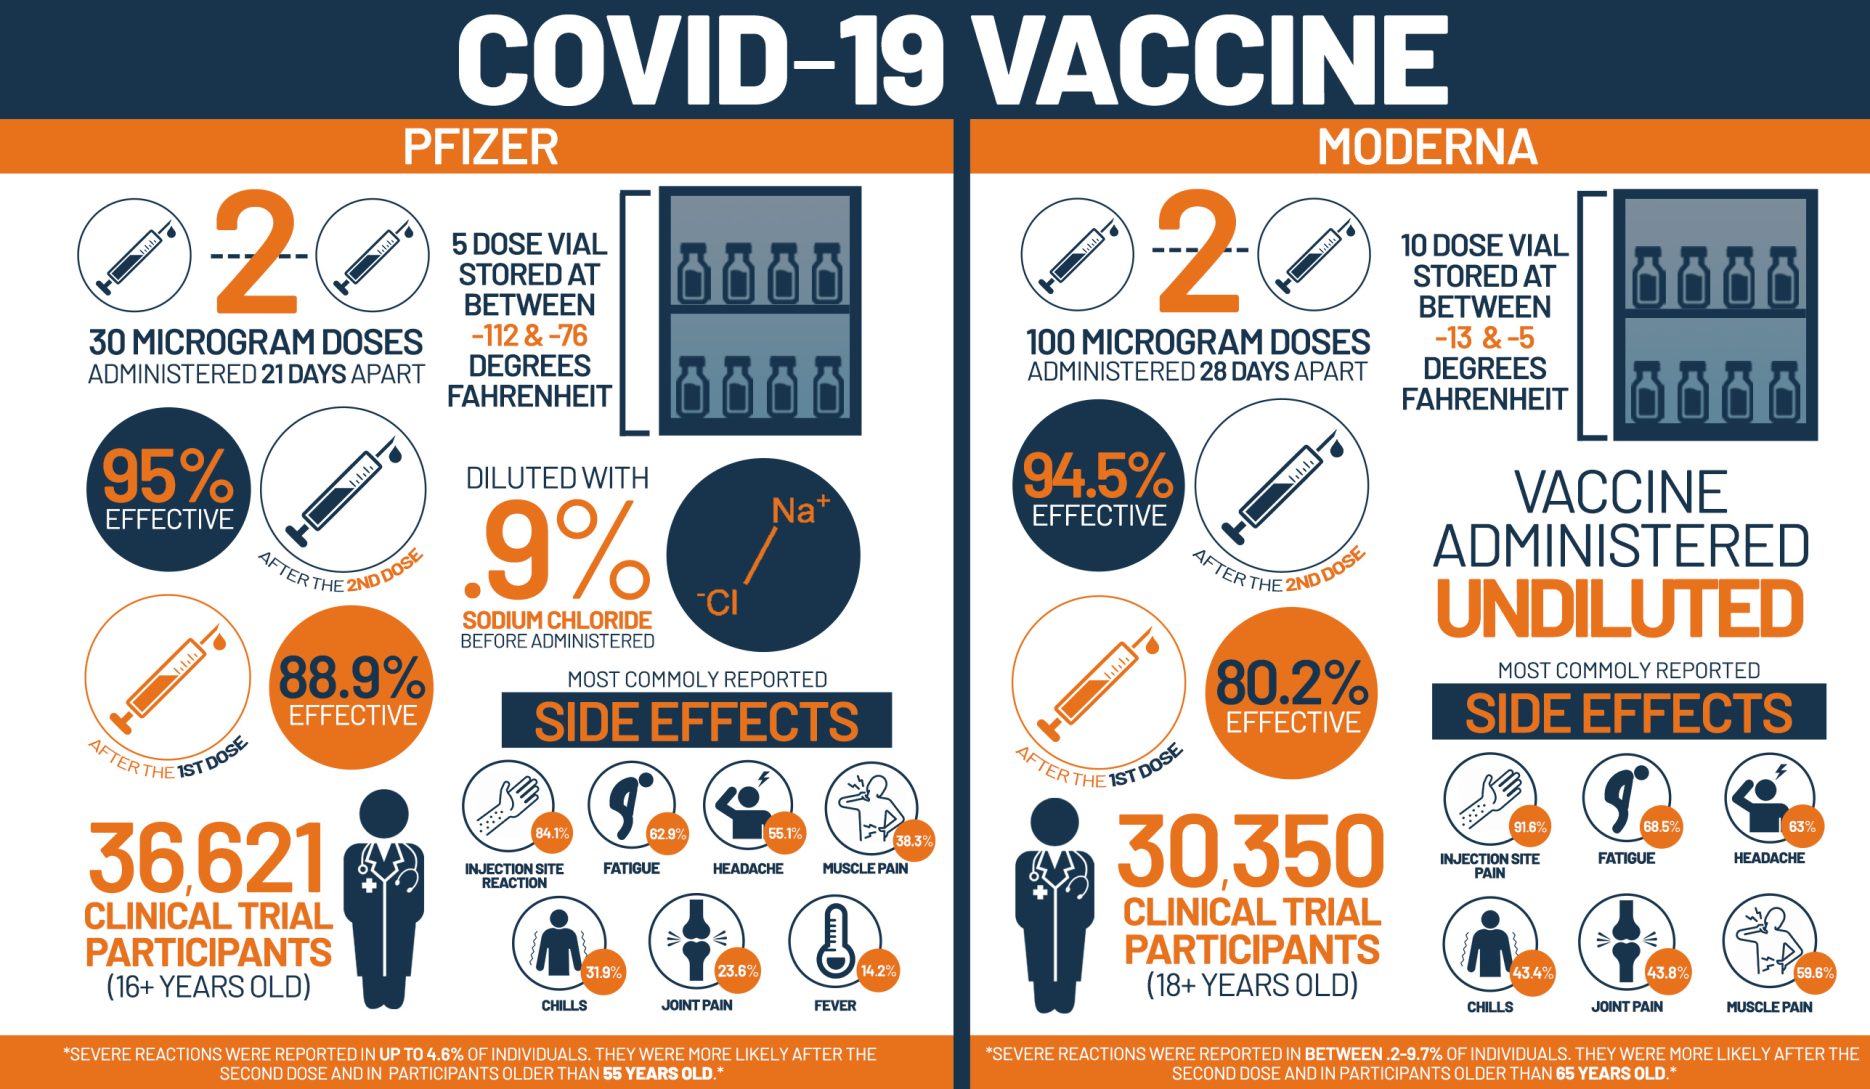 COVID-19 VACCINE
PFIZER
2
30 MICROGRAM DOSES
ADMINISTERED 21 DAYS APART
5 DOSE VIAL
STORED AT
BETWEEN
-112 & -76
DEGREES
FAHRENHEIT
95%
EFFECTIVE
AFTER THE 2ND DOSE
DILUTED WITH
.9%
SODIUM CHLORIDE
BEFORE ADMINISTERED
Na+
-Cl
88.9%
EFFECTIVE
AFTER THE 1ST DOSE
MOST COMMOLY REPORTED
SIDE EFFECTS
84.1%
INJECTION SITE
REACTION
62.9%
FATIGUE
55.1%
HEADACHE
38.3%
MUSCLE PAIN
31.9%
CHILLS
23.6%
JOINT PAIN
14.2%
FEVER
36,621
CLINICAL TRIAL
PARTICIPANTS
(16+ YEARS OLD)
*SEVERE REACTIONS WERE REPORTED IN UP TO 4.6% OF INDIVIDUALS. THEY WERE MORE LIKELY AFTER THE
SECOND DOSE AND IN PARTICIPANTS OLDER THAN 55 YEARS OLD.*
MODERNA
2
100 MICROGRAM DOSES
ADMINISTERED 28 DAYS APART
10 DOSE VIAL
STORED AT
BETWEEN
-13 & -5
DEGREES
FAHRENHEIT
94.5%
EFFECTIVE
AFTER THE 2ND DOSE
VACCINE
ADMINISTERED
UNDILUTED
80.2%
EFFECTIVE
AFTER THE 1ST DOSE
MOST COMMOLY REPORTED
SIDE EFFECTS
91.6%
INJECTION SITE
PAIN
68.5%
FATIGUE
63%
HEADACHE
43.4%
CHILLS
43.8%
JOINT PAIN
59.6%
MUSCLE PAIN
30,350
CLINICAL TRIAL
PARTICIPANTS
(18+ YEARS OLD)
*SEVERE REACTIONS WERE REPORTED IN BETWEEN .2-9.7% OF INDIVIDUALS. THEY WERE MORE LIKELY AFTER THE
SECOND DOSE AND IN PARTICIPANTS OLDER THAN 65 YEARS OLD.*